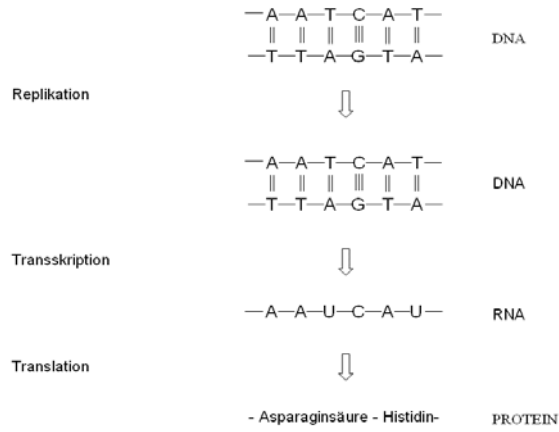 —A—A—T—C—A—T— DNA
—T—T—A—G—T—A—
Replikation
—A—A—T—C—A—T— DNA
—T—T—A—G—T—A—
Transskription
—A—A—U—C—A—U— RNA
Translation
- Asparaginsäure - Histidin- PROTEIN